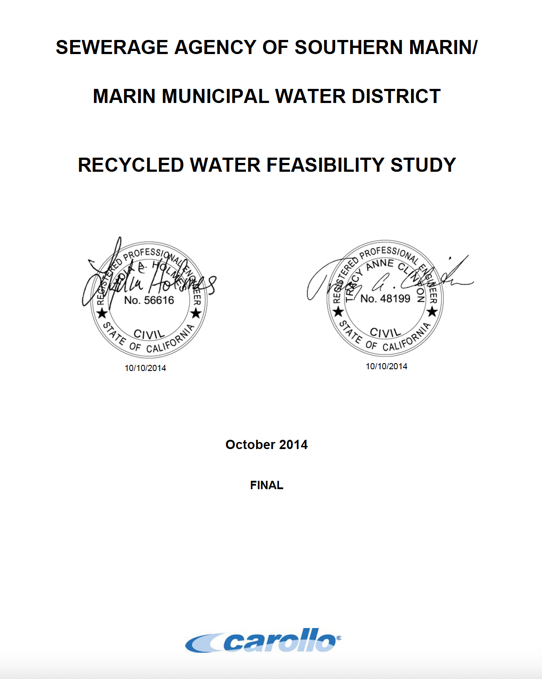 SEWERAGE AGENCY OF SOUTHERN MARIN/
MARIN MUNICIPAL WATER DISTRICT
RECYCLED WATER FEASIBILITY STUDY
REGISTERED PROFESSIONAL ENGINEER
A. HOLMES
No. 56616
CIVIL
STATE OF CALIFORNIA
10/10/2014
REGISTERED PROFESSIONAL ENGINEER
TRACY ANNE CLINTON
No. 48199
CIVIL
STATE OF CALIFORNIA
10/10/2014
October 2014
FINAL
carollo